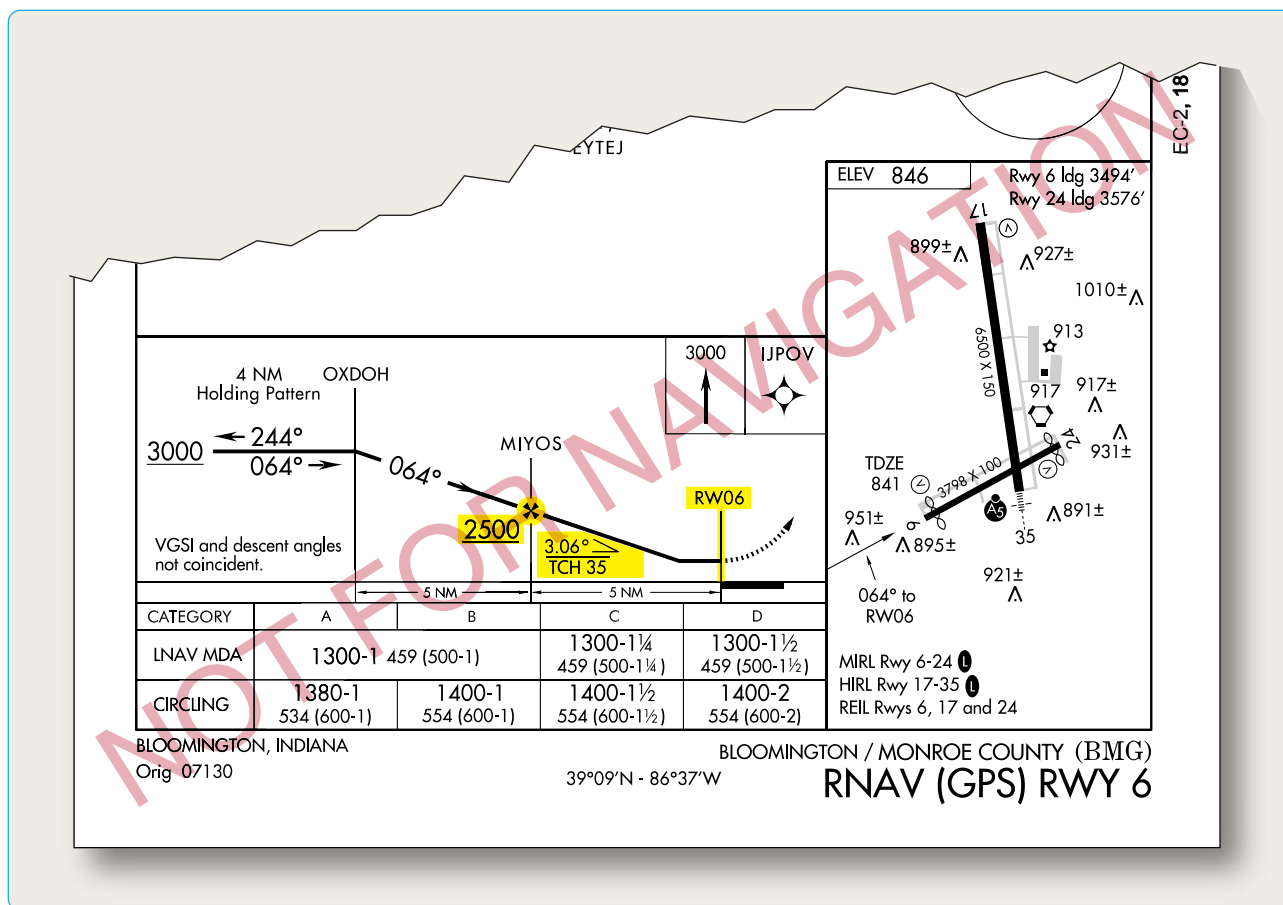 EC-2, 18
EYTEJ
NOT FOR NAVIGATION
ELEV 846
Rwy 6 ldg 3494'
Rwy 24 ldg 3576'
17
899±
927±
1010±
6500 X 150
913
917
917±
24
931±
TDZE
841
3798 X 100
A5
891±
951±
6
895±
35
921±
064° to
RW06
MIRL Rwy 6-24 L
HIRL Rwy 17-35 L
REIL Rwys 6, 17 and 24
3000
IJPOV
4 NM
Holding Pattern
OXDOH
3000
244°
064°
064°
MIYOS
RW06
2500
3.06°
TCH 35
VGSI and descent angles
not coincident.
5 NM
5 NM
CATEGORY A B C D
LNAV MDA
1300-1 459 (500-1)
1300-1¼
459 (500-1¼)
1300-1½
459 (500-1½)
CIRCLING
1380-1
534 (600-1)
1400-1
554 (600-1)
1400-1½
554 (600-1½)
1400-2
554 (600-2)
BLOOMINGTON, INDIANA
Orig 07130
39°09'N - 86°37'W
BLOOMINGTON / MONROE COUNTY (BMG)
RNAV (GPS) RWY 6